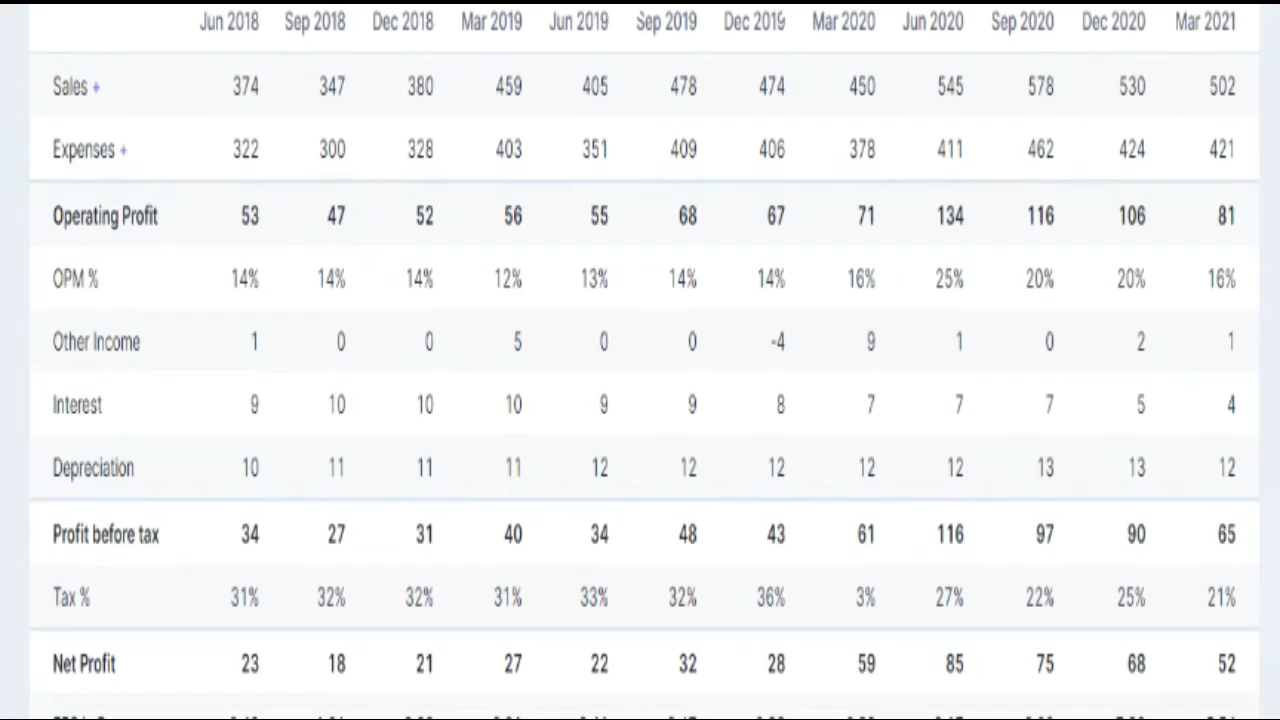 Jun 2018 Sep 2018 Dec 2018 Mar 2019 Jun 2019 Sep 2019 Dec 2019 Mar 2020 Jun 2020 Sep 2020 Dec 2020 Mar 2021
Sales + 374 347 380 459 405 478 474 450 545 578 530 502
Expenses + 322 300 328 403 351 409 406 378 411 462 424 421
Operating Profit 53 47 52 56 55 68 67 71 134 116 106 81
OPM % 14% 14% 14% 12% 13% 14% 14% 16% 25% 20% 20% 16%
Other Income 1 0 0 5 0 0 -4 9 1 0 2 1
Interest 9 10 10 10 9 9 8 7 7 7 5 4
Depreciation 10 11 11 11 12 12 12 12 12 13 13 12
Profit before tax 34 27 31 40 34 48 43 61 116 97 90 65
Tax % 31% 32% 32% 31% 33% 32% 36% 3% 27% 22% 25% 21%
Net Profit 23 18 21 27 22 32 28 59 85 75 68 52